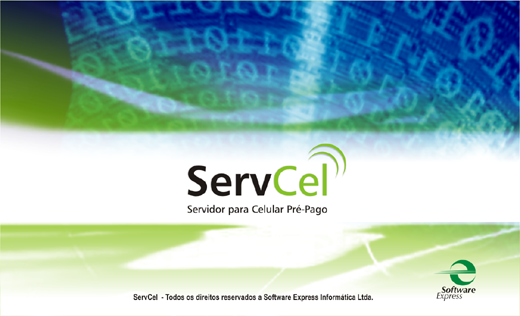 ServCel
Servidor para Celular Pré-Pago
Software
Express
ServCel - Todos os direitos reservados a Software Express Informática Ltda.